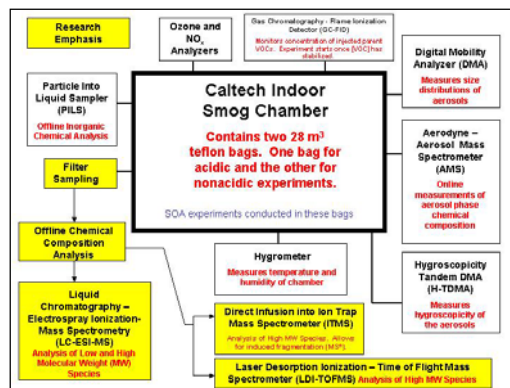 Research
Emphasis
Ozone and
NOx
Analyzers
Gas Chromatography - Flame Ionization
Detector (GC-FID)
Monitors concentration of injected parent
VOCs. Experiment starts once [VOC] has
stabilized.
Digital Mobility
Analyzer (DMA)
Measures size
distributions of
aerosols
Particle Into
Liquid Sampler
(PILS)
Offline Inorganic
Chemical Analysis
Caltech Indoor
Smog Chamber
Contains two 28 m³
teflon bags. One bag for
acidic and the other for
nonacidic experiments.
SOA experiments conducted in these bags
Aerodyne –
Aerosol Mass
Spectrometer
(AMS)
Online
measurements of
aerosol phase
chemical
composition
Filter
Sampling
Offline Chemical
Composition
Analysis
Hygrometer
Measures temperature and
humidity of chamber
Hygroscopicity
Tandem DMA
(H-TDMA)
Measures
hygroscopicity of
the aerosols
Liquid
Chromatography –
Electrospray Ionization-
Mass Spectrometry
(LC-ESI-MS)
Analysis of Low and High
Molecular Weight (MW)
Species
Direct Infusion into Ion Trap
Mass Spectrometer (ITMS)
Analysis of High MW Species. Allows
for induced fragmentation (MSⁿ).
Laser Desorption Ionization – Time of Flight Mass
Spectrometer (LDI-TOFMS) Analysis of High MW Species